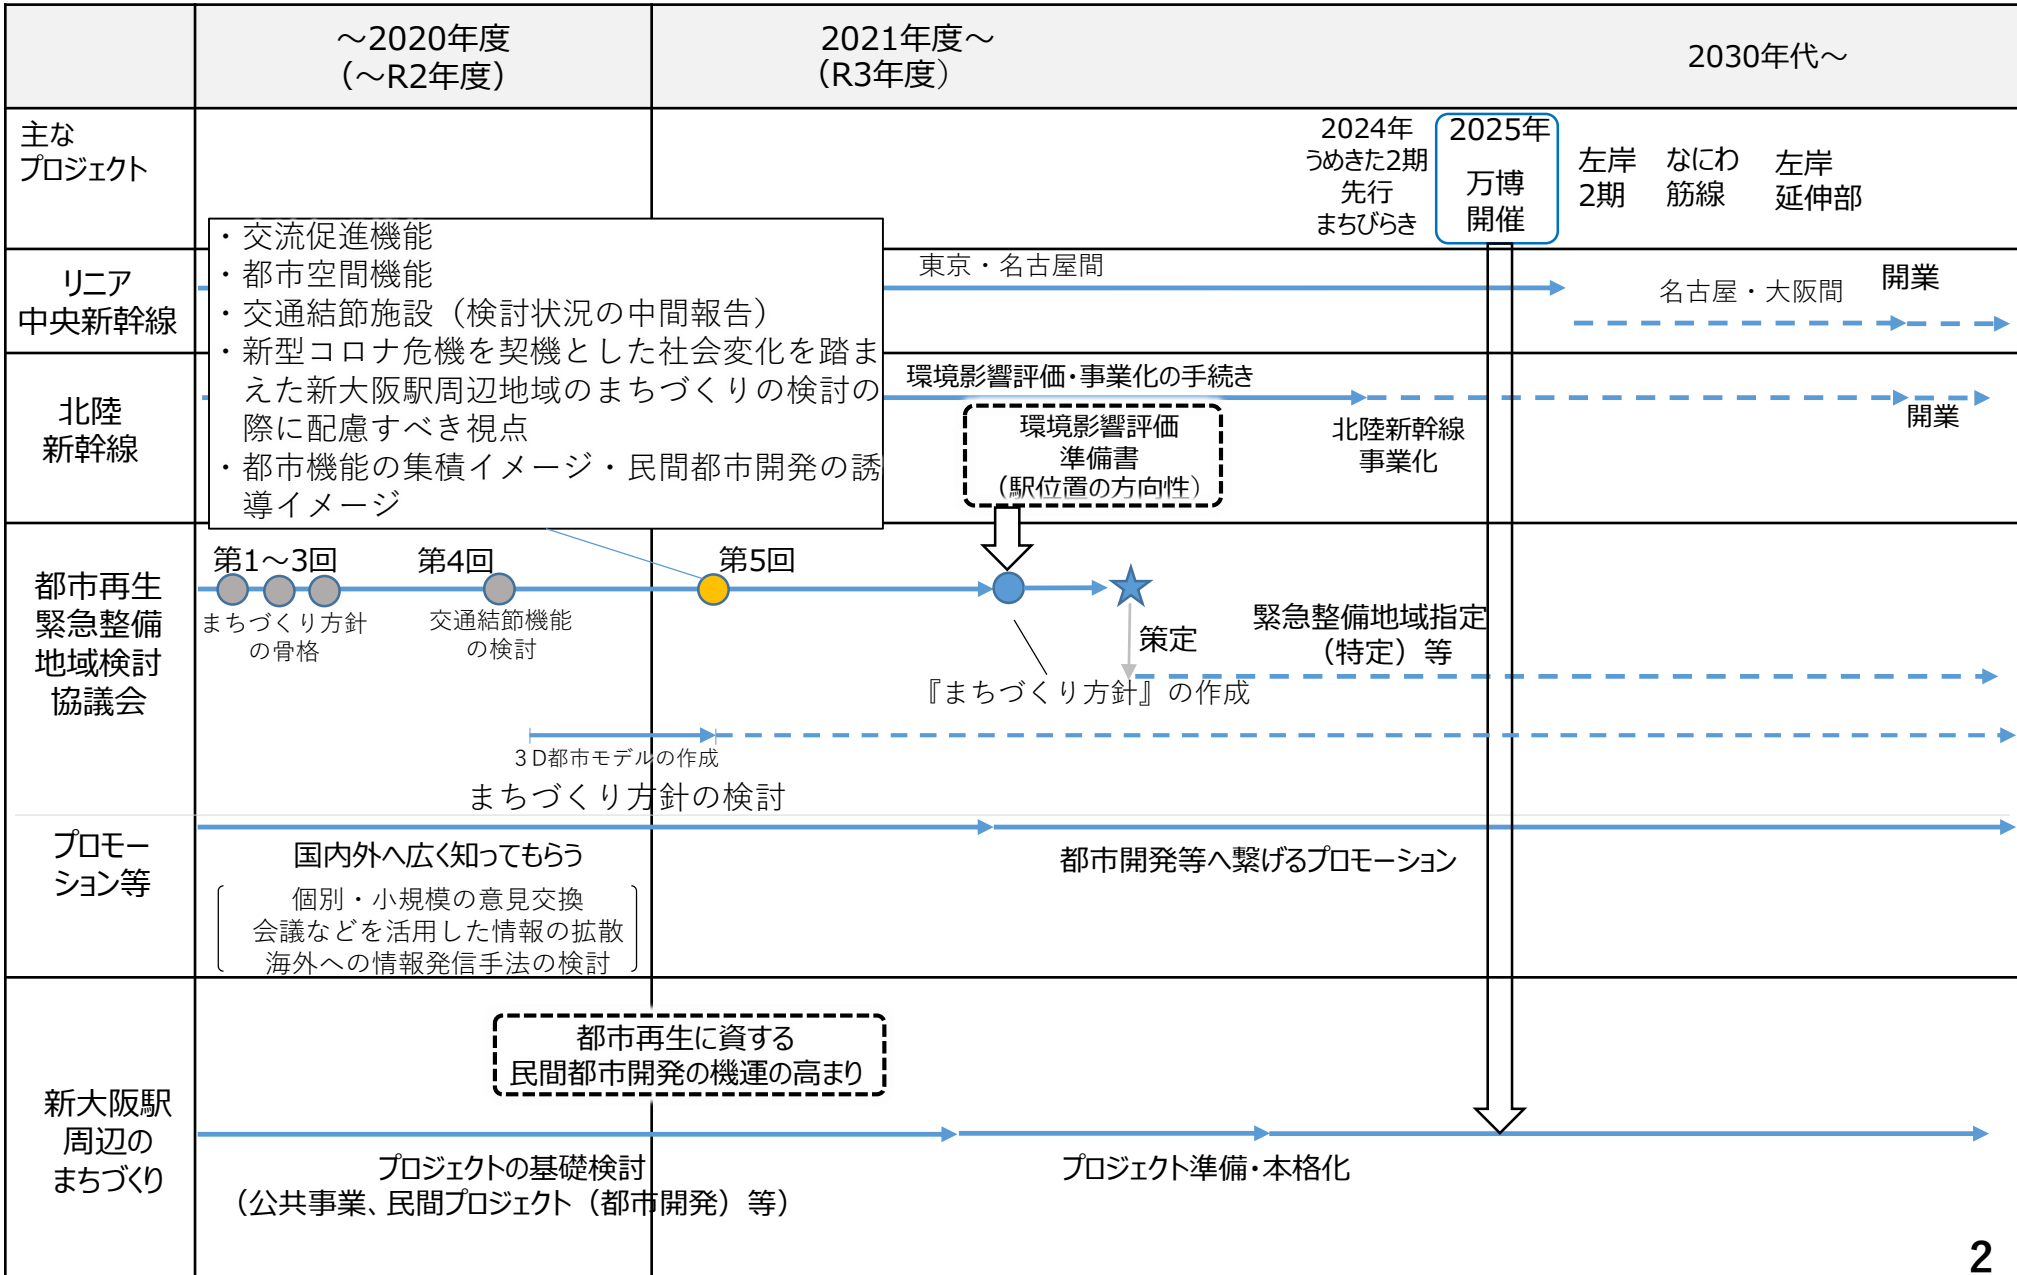 ～2020年度
（～R2年度）
2021年度～
（R3年度）
2030年代～
主な
プロジェクト
2024年
うめきた2期
先行
まちびらき
2025年
万博
開催
左岸
2期
なにわ
筋線
左岸
延伸部
・交流促進機能
・都市空間機能
・交通結節施設（検討状況の中間報告）
・新型コロナ危機を契機とした社会変化を踏ま
えた新大阪駅周辺地域のまちづくりの検討の
際に配慮すべき視点
・都市機能の集積イメージ・民間都市開発の誘
導イメージ
リニア
中央新幹線
東京・名古屋間
名古屋・大阪間
開業
北陸
新幹線
環境影響評価・事業化の手続き
環境影響評価
準備書
（駅位置の方向性）
北陸新幹線
事業化
開業
都市再生
緊急整備
地域検討
協議会
第1～3回
まちづくり方針
の骨格
第4回
交通結節機能
の検討
第5回
策定
『まちづくり方針』の作成
緊急整備地域指定
（特定）等
３D都市モデルの作成
まちづくり方針の検討
プロモー
ション等
国内外へ広く知ってもらう
個別・小規模の意見交換
会議などを活用した情報の拡散
海外への情報発信手法の検討
都市開発等へ繋げるプロモーション
新大阪駅
周辺の
まちづくり
都市再生に資する
民間都市開発の機運の高まり
プロジェクトの基礎検討
（公共事業、民間プロジェクト（都市開発）等）
プロジェクト準備・本格化
2